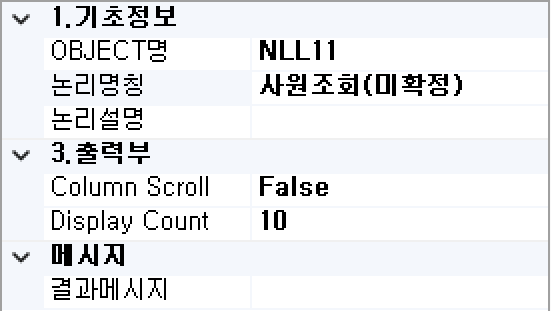 1.기초정보
OBJECT명 NLL11
논리명칭 사원조회(미확정)
논리설명
3.출력부
Column Scroll False
Display Count 10
메시지
결과메시지